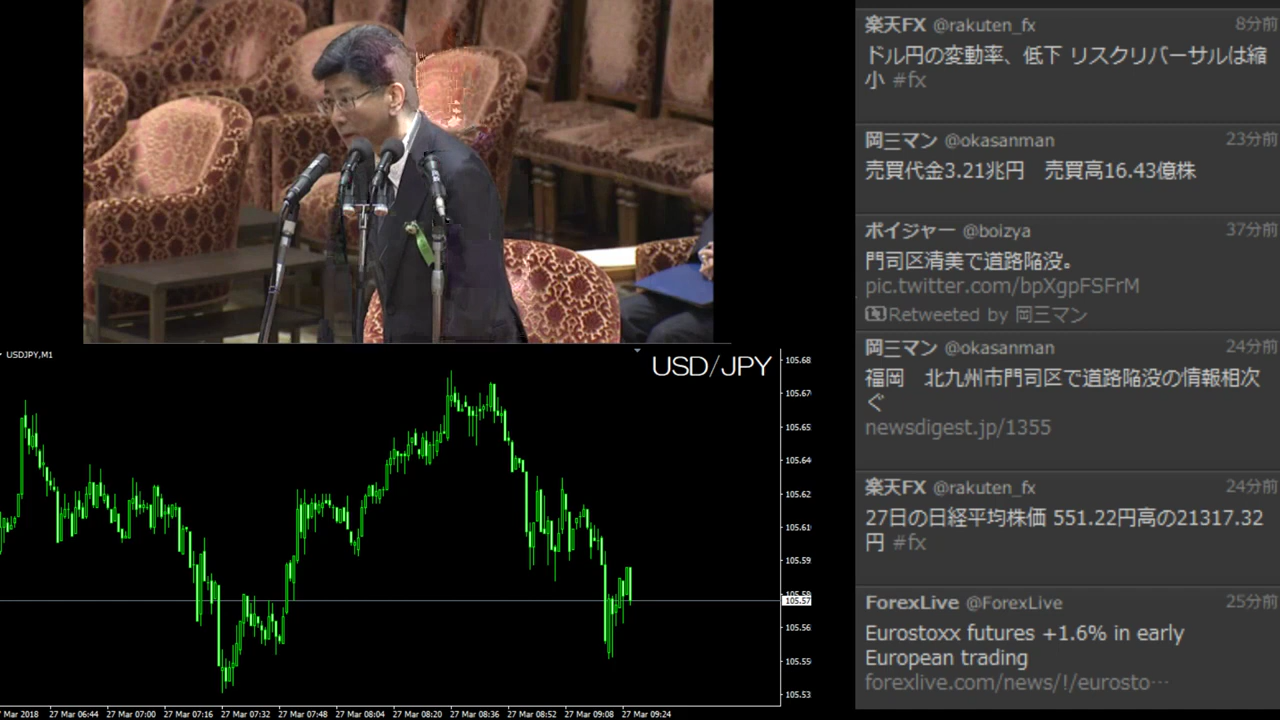 楽天FX @rakuten_fx 8分前
ドル円の変動率、低下 リスクリバーサルは縮
小 #fx
岡三マン @okasanman 23分前
売買代金3.21兆円 売買高16.43億株
ボイジャー @boizya 37分前
門司区清美で道路陥没。
pic.twitter.com/bpXgpFSFrM
Retweeted by 岡三マン
岡三マン @okasanman 24分前
福岡 北九州市門司区で道路陥没の情報相次
ぐ
newsdigest.jp/1355
楽天FX @rakuten_fx 24分前
27日の日経平均株価 551.22円高の21317.32
円 #fx
ForexLive @ForexLive 25分前
Eurostoxx futures +1.6% in early
European trading
forexlive.com/news/!/eurosto…
USDJPY,M1
USD/JPY
105.68
105.67
105.65
105.64
105.62
105.61
105.59
105.58
105.57
105.56
105.55
105.53
Mar 2018 27 Mar 06:44 27 Mar 07:00 27 Mar 07:16 27 Mar 07:32 27 Mar 07:48 27 Mar 08:04 27 Mar 08:20 27 Mar 08:36 27 Mar 08:52 27 Mar 09:08 27 Mar 09:24